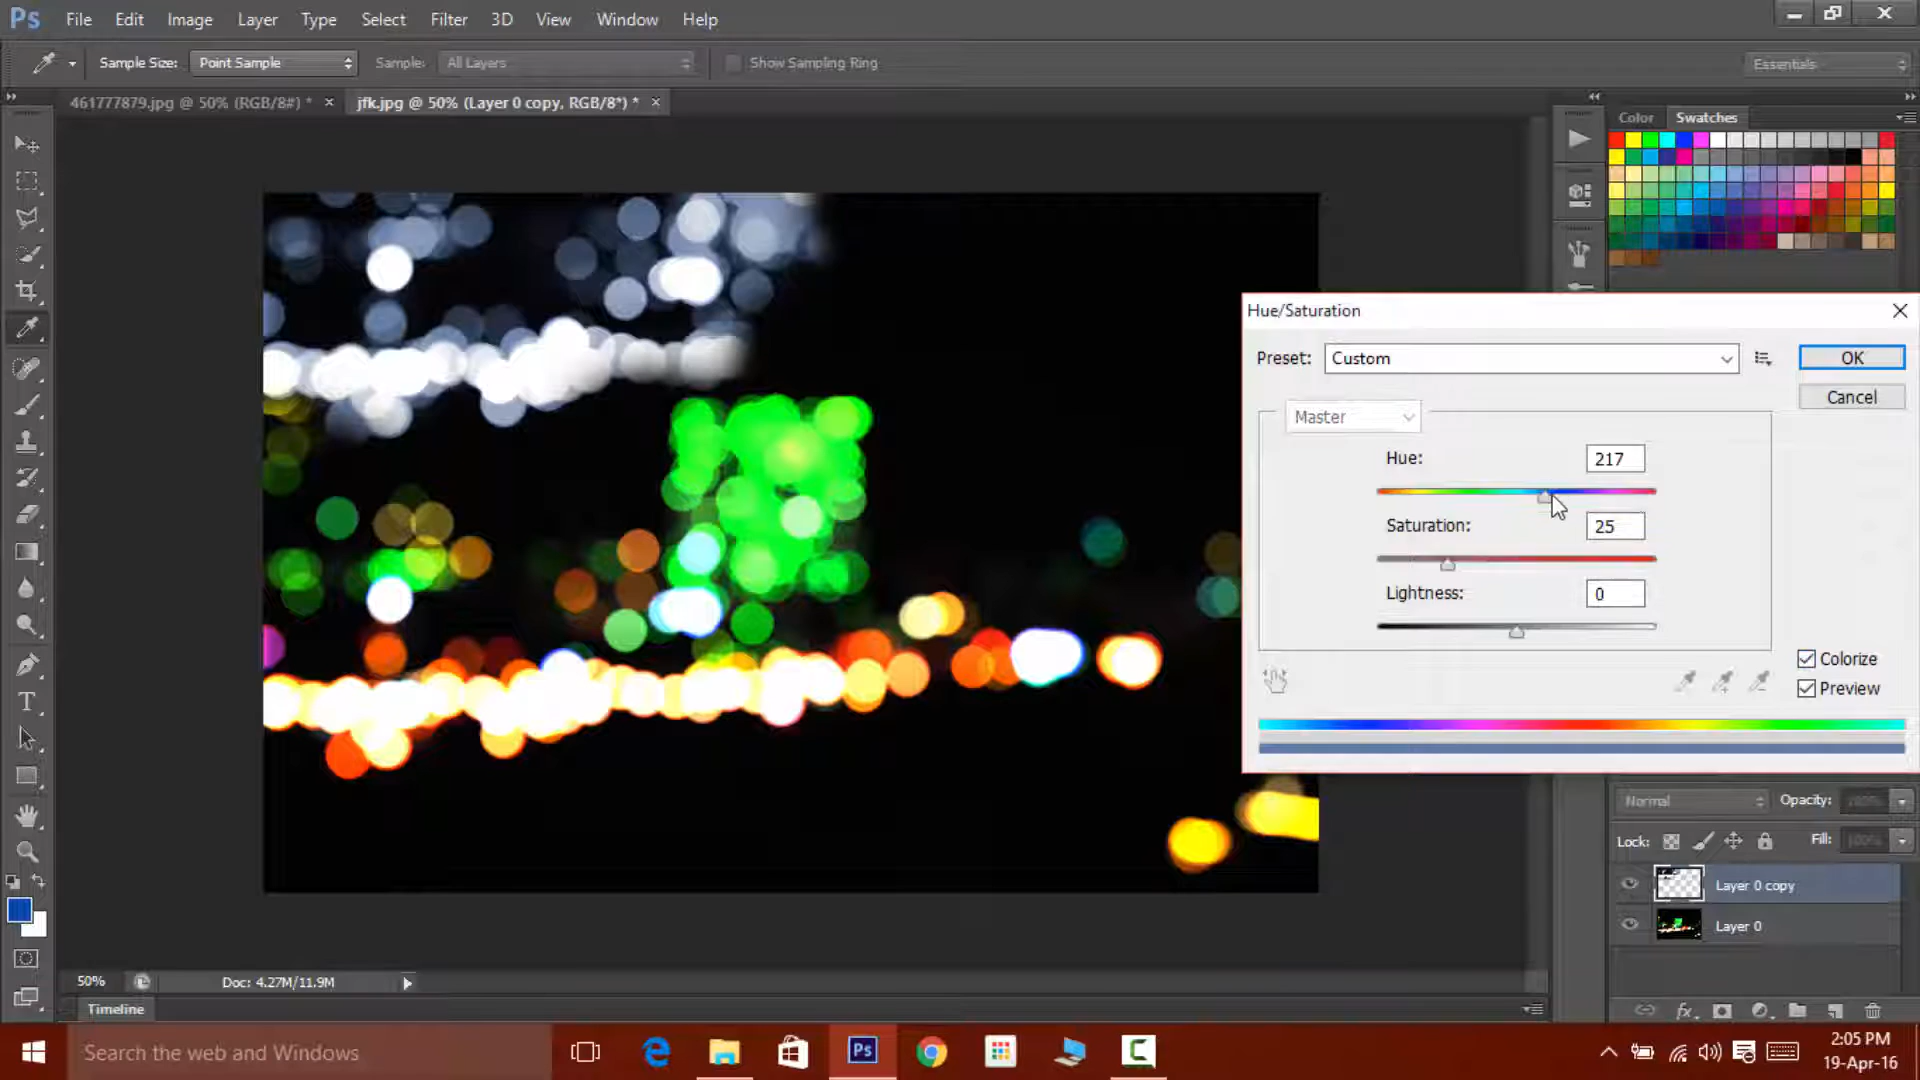 Ps File Edit Image Layer Type Select Filter 3D View Window Help
Sample Size: Point Sample Sample: All Layers Show Sampling Ring Essentials
461777879.jpg @ 50% (RGB/8#) * × jfk.jpg @ 50% (Layer 0 copy, RGB/8*) * ×
Color Swatches
Hue/Saturation
Preset: Custom OK
Cancel
Master
Hue: 217
Saturation: 25
Lightness: 0
Colorize
Preview
Normal Opacity: 100%
Lock: Fill: 100%
Layer 0 copy
Layer 0
50% Doc: 4.27M/11.9M
Timeline
Search the web and Windows
Ps
2:05 PM
19-Apr-16